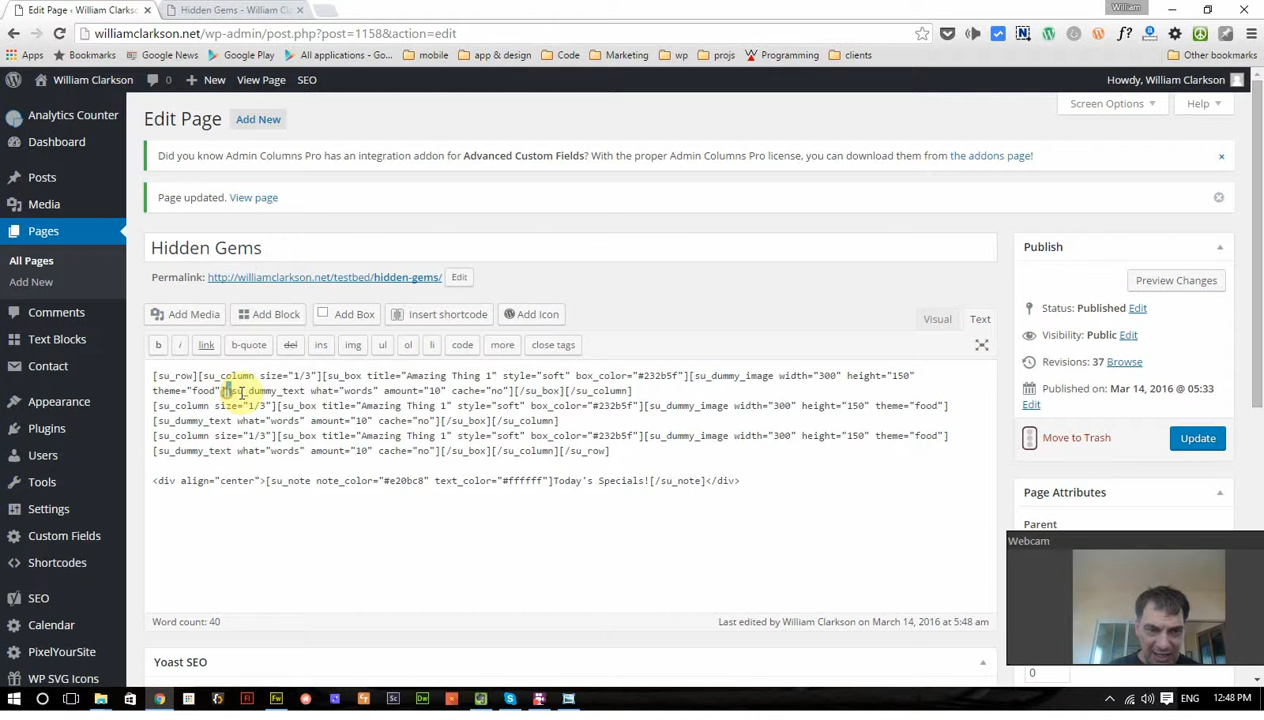 Edit Page ‹ William Clarkson
Hidden Gems - William Cl
William
williamclarkson.net/wp-admin/post.php?post=1158&action=edit
Bookmarks
Google News
Google Play
All applications - Go...
mobile
app & design
Code
Marketing
wp
projs
Programming
clients
Other bookmarks
William Clarkson
0
New
View Page
SEO
Howdy, William Clarkson
Analytics Counter
Dashboard
Posts
Media
Pages
All Pages
Add New
Comments
Text Blocks
Contact
Appearance
Plugins
Users
Tools
Settings
Custom Fields
Shortcodes
SEO
Calendar
PixelYourSite
WP SVG Icons
Screen Options
Help
Edit Page
Add New
Did you know Admin Columns Pro has an integration addon for Advanced Custom Fields? With the proper Admin Columns Pro license, you can download them from the addons page!
Page updated. View page
Hidden Gems
Permalink: http://williamclarkson.net/testbed/hidden-gems/ Edit
Add Media
Add Block
Add Box
Insert shortcode
Add Icon
Visual
Text
b
i
link
b-quote
del
ins
img
ul
ol
li
code
more
close tags
[su_row][su_column size="1/3"][su_box title="Amazing Thing 1" style="soft" box_color="#232b5f"][su_dummy_image width="300" height="150"
theme="food"][su_dummy_text what="words" amount="10" cache="no"][/su_box][/su_column]
[su_column size="1/3"][su_box title="Amazing Thing 1" style="soft" box_color="#232b5f"][su_dummy_image width="300" height="150" theme="food"]
[su_dummy_text what="words" amount="10" cache="no"][/su_box][/su_column]
[su_column size="1/3"][su_box title="Amazing Thing 1" style="soft" box_color="#232b5f"][su_dummy_image width="300" height="150" theme="food"]
[su_dummy_text what="words" amount="10" cache="no"][/su_box][/su_column][/su_row]
<div align="center">[su_note note_color="#e20bc8" text_color="#ffffff"]Today's Specials![/su_note]</div>
Word count: 40
Last edited by William Clarkson on March 14, 2016 at 5:48 am
Yoast SEO
Publish
Preview Changes
Status: Published Edit
Visibility: Public Edit
Revisions: 37 Browse
Published on: Mar 14, 2016 @ 05:33
Edit
Move to Trash
Update
Page Attributes
Parent
Webcam
0
ENG
12:48 PM